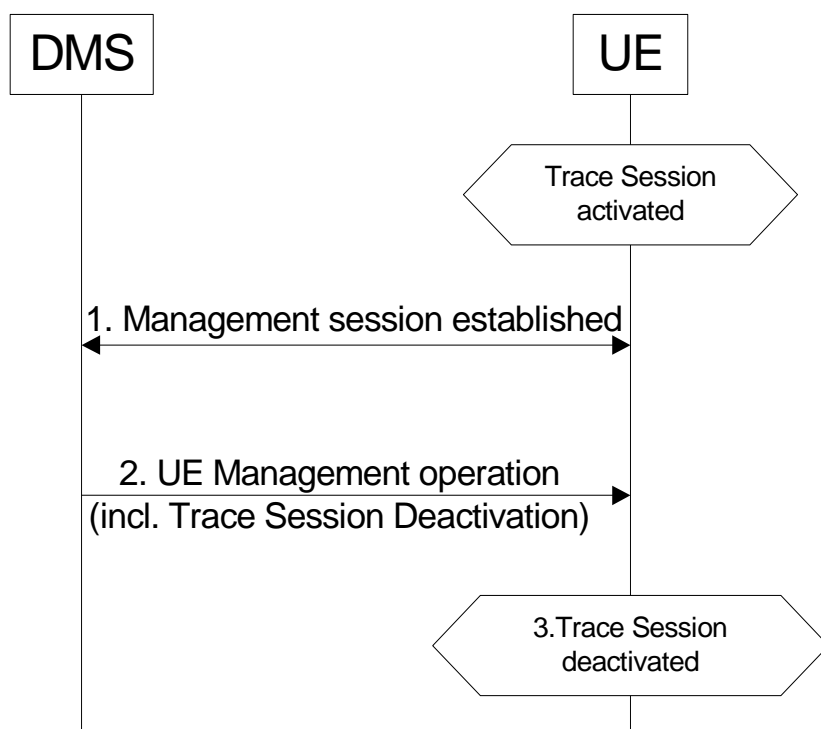 DMS
UE
Trace Session
activated
1. Management session established
2. UE Management operation
(incl. Trace Session Deactivation)
3.Trace Session
deactivated